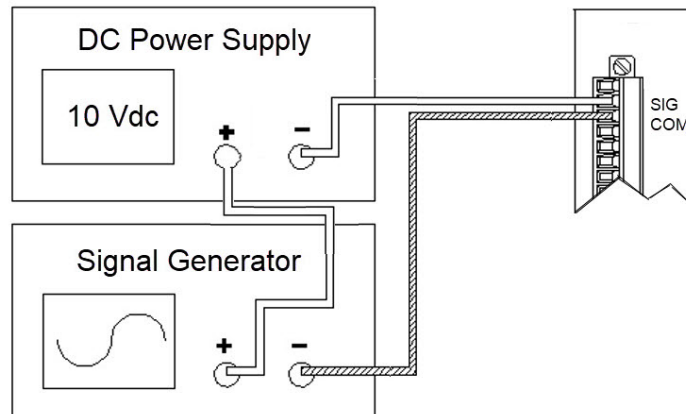 DC Power Supply
10 Vdc
+ -
SIG
COM
Signal Generator
+ -